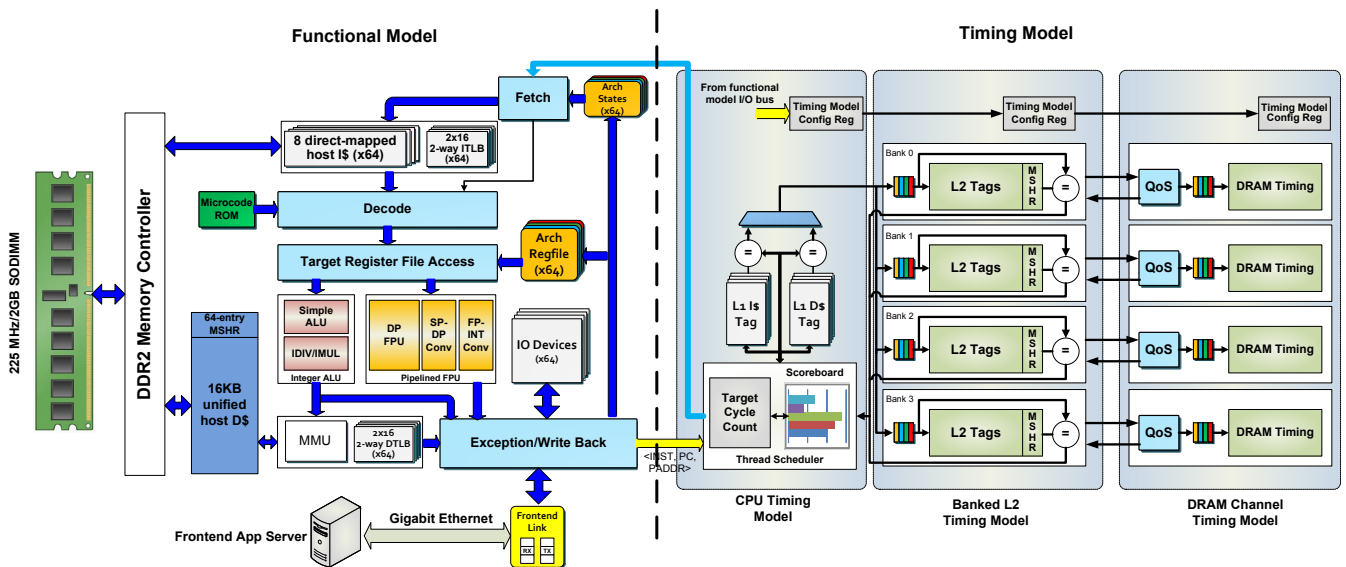 Functional Model
Timing Model
225 MHz/2GB SODIMM
DDR2 Memory Controller
Fetch
Arch
States
(x64)
8 direct-mapped
host I$ (x64)
2x16
2-way ITLB
(x64)
Microcode
ROM
Decode
Target Register File Access
Arch
Regfile
(x64)
Simple
ALU
IDIV/IMUL
Integer ALU
DP
FPU
SP-
DP
Conv
FP-
INT
Conv
Pipelined FPU
IO Devices
(x64)
64-entry
MSHR
16KB
unified
host D$
MMU
2x16
2-way DTLB
(x64)
Exception/Write Back
<INST, PC,
PADDR>
Frontend App Server
Gigabit Ethernet
Frontend
Link
RX
TX
From functional
model I/O bus
Timing Model
Config Reg
Timing Model
Config Reg
Timing Model
Config Reg
=
=
L1 I$
Tag
L1 D$
Tag
Target
Cycle
Count
Scoreboard
Thread Scheduler
CPU Timing
Model
Bank 0
L2 Tags
M
S
H
R
=
QoS
DRAM Timing
Bank 1
L2 Tags
M
S
H
R
=
QoS
DRAM Timing
Bank 2
L2 Tags
M
S
H
R
=
QoS
DRAM Timing
Bank 3
L2 Tags
M
S
H
R
=
QoS
DRAM Timing
Banked L2
Timing Model
DRAM Channel
Timing Model